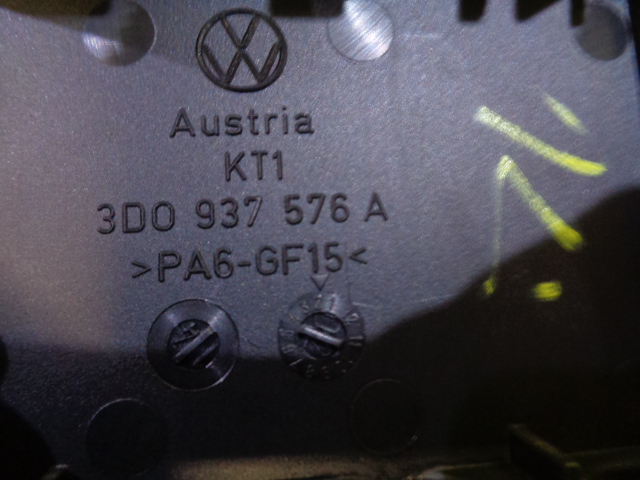 Austria
KT1
3D0 937 576 A
>PA6-GF15<